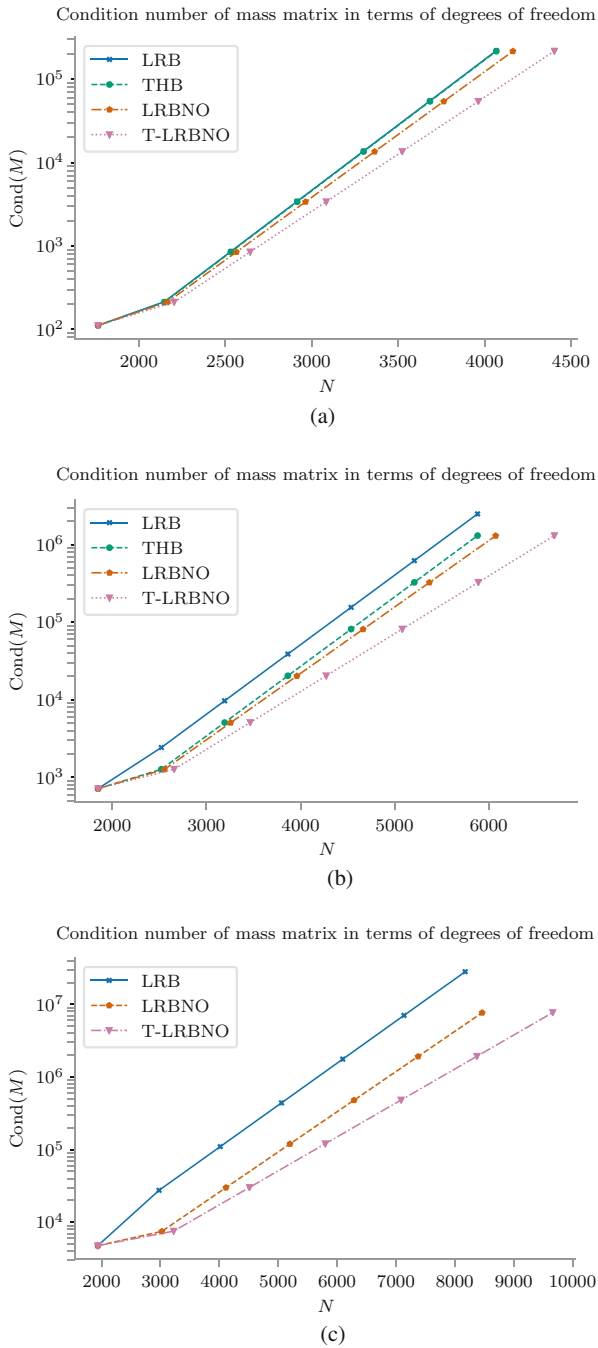 Condition number of mass matrix in terms of degrees of freedom
LRB
THB
LRBNO
T-LRBNO
Cond(M)
10^5
10^4
10^3
10^2
2000 2500 3000 3500 4000 4500
N
(a)
Condition number of mass matrix in terms of degrees of freedom
LRB
THB
LRBNO
T-LRBNO
Cond(M)
10^6
10^5
10^4
10^3
2000 3000 4000 5000 6000
N
(b)
Condition number of mass matrix in terms of degrees of freedom
LRB
LRBNO
T-LRBNO
Cond(M)
10^7
10^6
10^5
10^4
2000 3000 4000 5000 6000 7000 8000 9000 10000
N
(c)